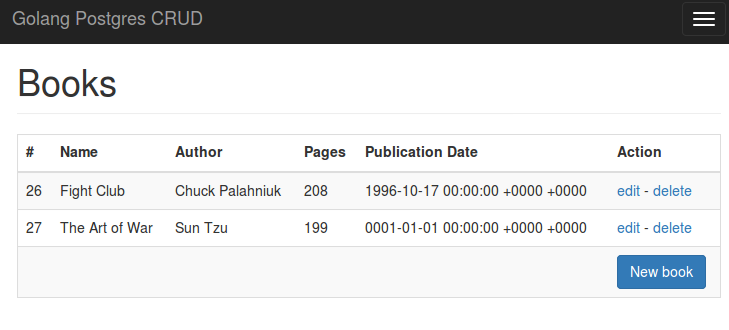 Golang Postgres CRUD
Books
# Name Author Pages Publication Date Action
26 Fight Club Chuck Palahniuk 208 1996-10-17 00:00:00 +0000 +0000 edit - delete
27 The Art of War Sun Tzu 199 0001-01-01 00:00:00 +0000 +0000 edit - delete
New book